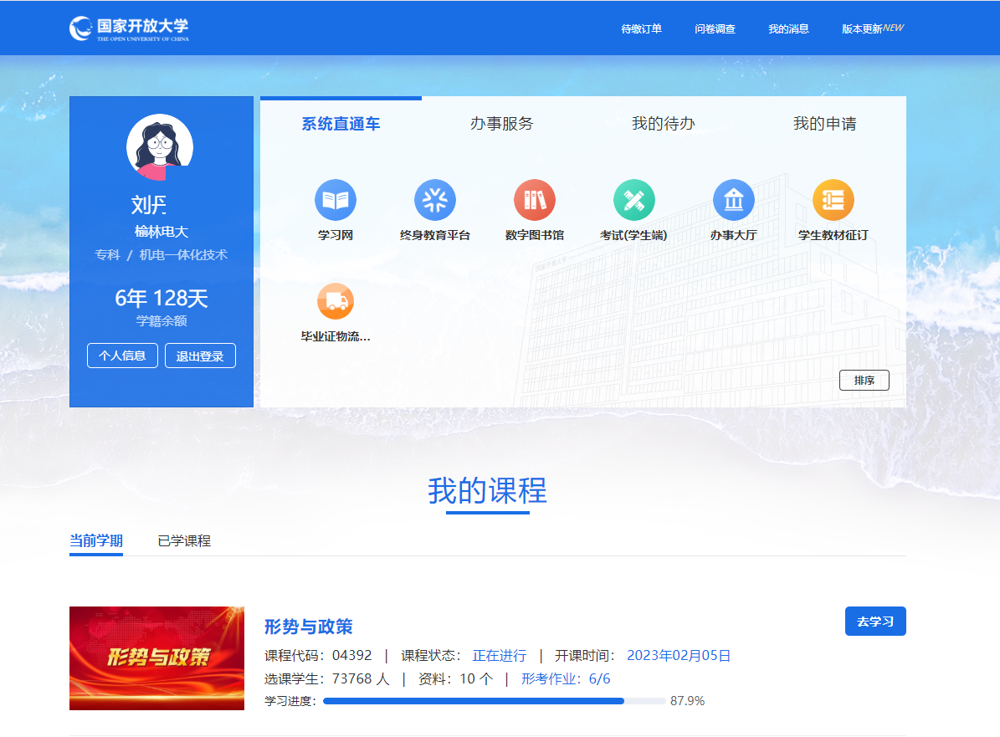 国家开放大学
THE OPEN UNIVERSITY OF CHINA
待缴订单 问卷调查 我的消息 版本更新NEW
系统直通车 办事服务 我的待办 我的申请
刘丹
榆林电大
专科 / 机电一体化技术
6年 128天
学籍余额
个人信息 退出登录
学习网 终身教育平台 数字图书馆 考试(学生端) 办事大厅 学生教材征订
毕业证物流...
排序
我的课程
当前学期 已学课程
形势与政策
形势与政策
去学习
课程代码：04392 | 课程状态： 正在进行 | 开课时间： 2023年02月05日
选课学生：73768 人 | 资料：10 个 | 形考作业：6/6
学习进度： 87.9%